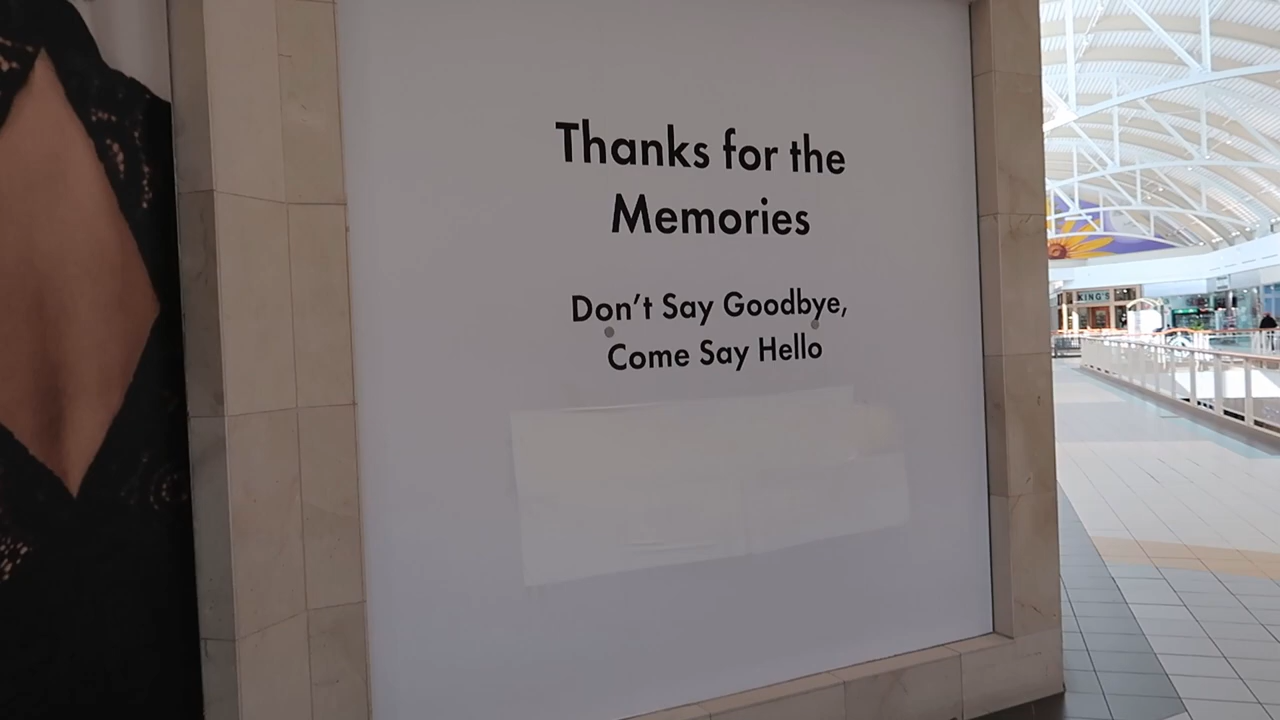 Thanks for the
Memories
Don't Say Goodbye,
Come Say Hello
KING'S